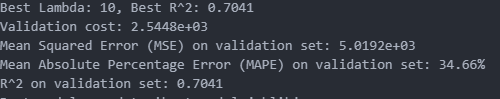 Best Lambda: 10, Best R^2: 0.7041
Validation cost: 2.5448e+03
Mean Squared Error (MSE) on validation set: 5.0192e+03
Mean Absolute Percentage Error (MAPE) on validation set: 34.66%
R^2 on validation set: 0.7041